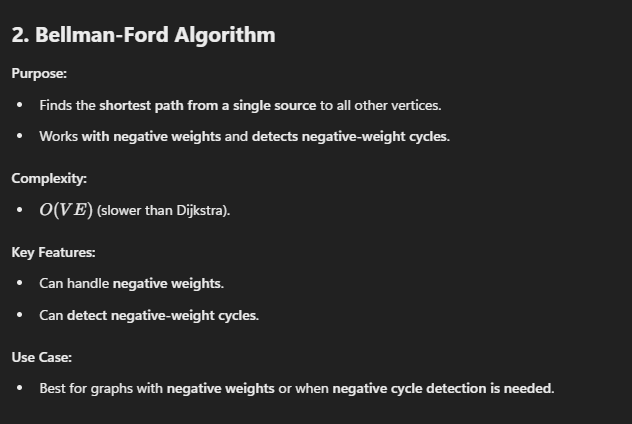 2. Bellman-Ford Algorithm
Purpose:
• Finds the shortest path from a single source to all other vertices.
• Works with negative weights and detects negative-weight cycles.
Complexity:
• O(VE) (slower than Dijkstra).
Key Features:
• Can handle negative weights.
• Can detect negative-weight cycles.
Use Case:
• Best for graphs with negative weights or when negative cycle detection is needed.